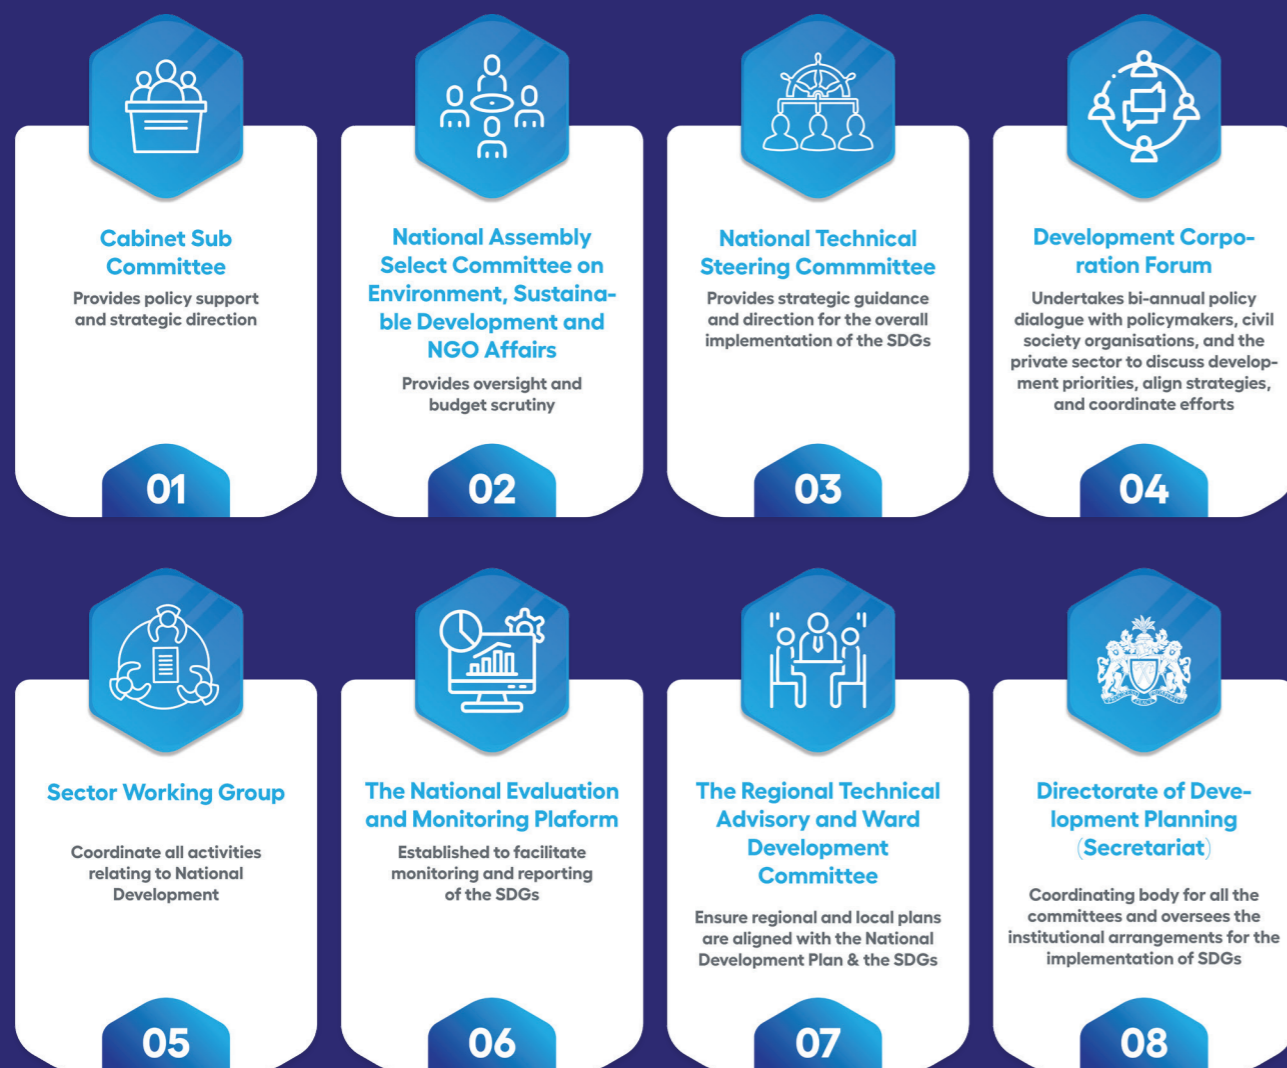 Cabinet Sub
Committee
Provides policy support
and strategic direction
01
National Assembly
Select Committee on
Environment, Sustaina-
ble Development and
NGO Affairs
Provides oversight and
budget scrutiny
02
National Technical
Steering Commmittee
Provides strategic guidance
and direction for the overall
implementation of the SDGs
03
Development Corpo-
ration Forum
Undertakes bi-annual policy
dialogue with policymakers, civil
society organisations, and the
private sector to discuss develop-
ment priorities, align strategies,
and coordinate efforts
04
Sector Working Group
Coordinate all activities
relating to National
Development
05
The National Evaluation
and Monitoring Plaform
Established to facilitate
monitoring and reporting
of the SDGs
06
The Regional Technical
Advisory and Ward
Development
Committee
Ensure regional and local plans
are aligned with the National
Development Plan & the SDGs
07
Directorate of Deve-
lopment Planning
(Secretariat)
Coordinating body for all the
committees and oversees the
institutional arrangements for the
implementation of SDGs
08